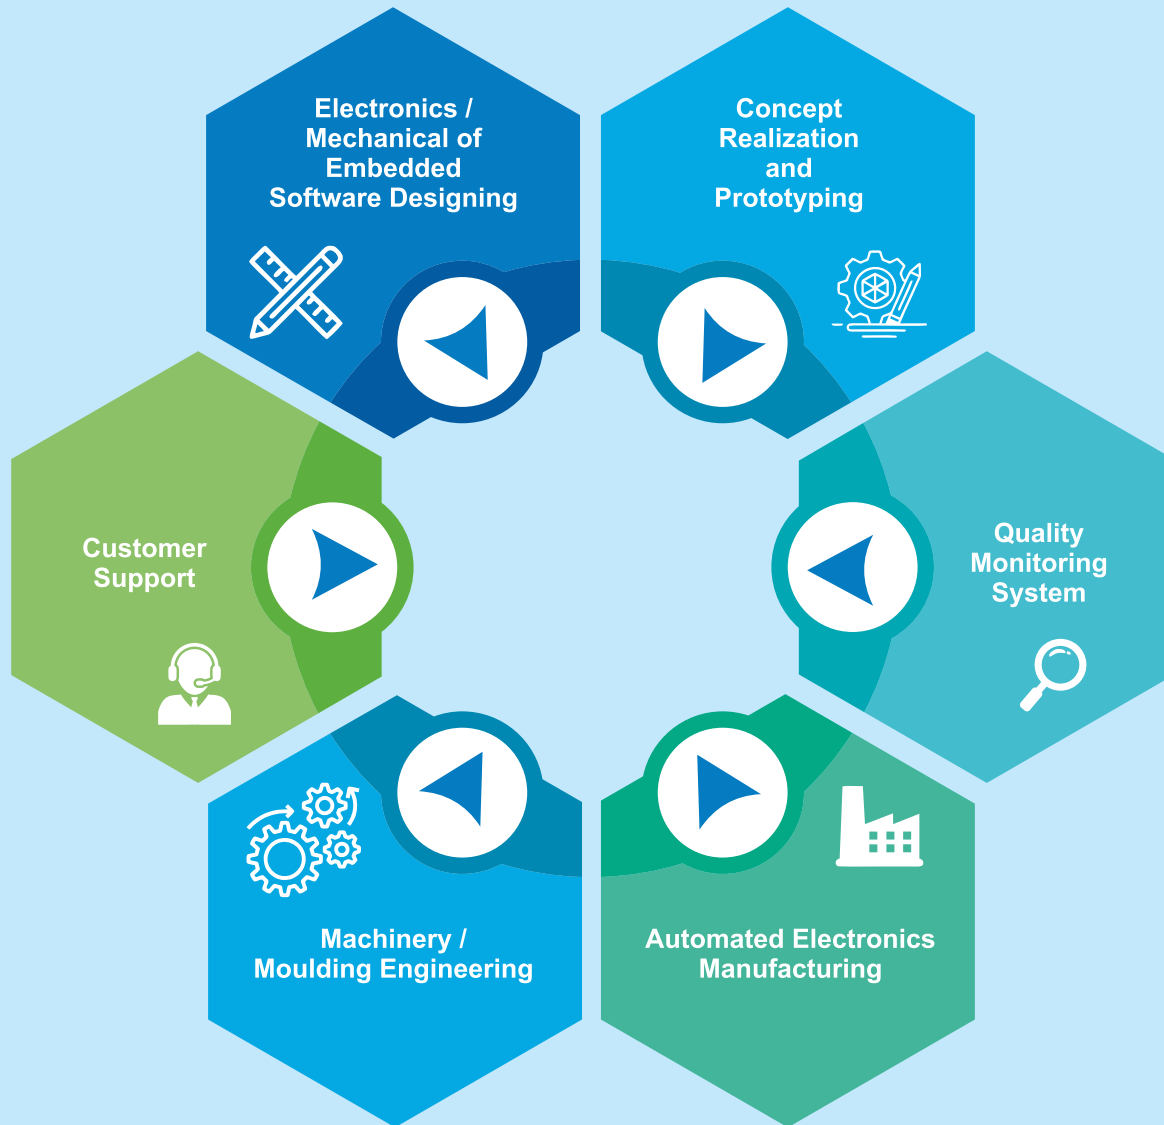 Electronics /
Mechanical of
Embedded
Software Designing
Concept
Realization
and
Prototyping
Customer
Support
Quality
Monitoring
System
Machinery /
Moulding Engineering
Automated Electronics
Manufacturing